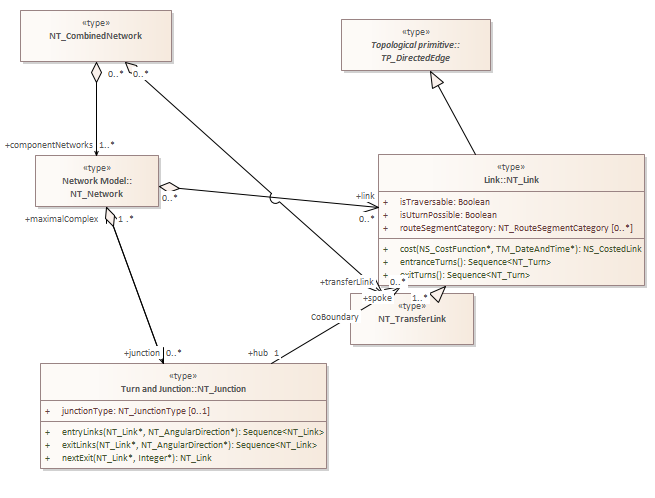 «type»
NT_CombinedNetwork
«type»
Topological primitive::
TP_DirectedEdge
0..*
0..*
+componentNetworks
1..*
«type»
Network Model::
NT_Network
0..*
+maximalComplex
1..*
+link
0..*
«type»
Link::NT_Link
+ isTraversable: Boolean
+ isUturnPossible: Boolean
+ routeSegmentCategory: NT_RouteSegmentCategory [0..*]
+ cost(NS_CostFunction*, TM_DateAndTime*): NS_CostedLink
+ entranceTurns(): Sequence<NT_Turn>
+ exitTurns(): Sequence<NT_Turn>
+transferLlink
0..*
+spoke
1..*
«type»
NT_TransferLink
CoBoundary
+junction
0..*
+hub
1
«type»
Turn and Junction::NT_Junction
+ junctionType: NT_JunctionType [0..1]
+ entryLinks(NT_Link*, NT_AngularDirection*): Sequence<NT_Link>
+ exitLinks(NT_Link*, NT_AngularDirection*): Sequence<NT_Link>
+ nextExit(NT_Link*, Integer*): NT_Link